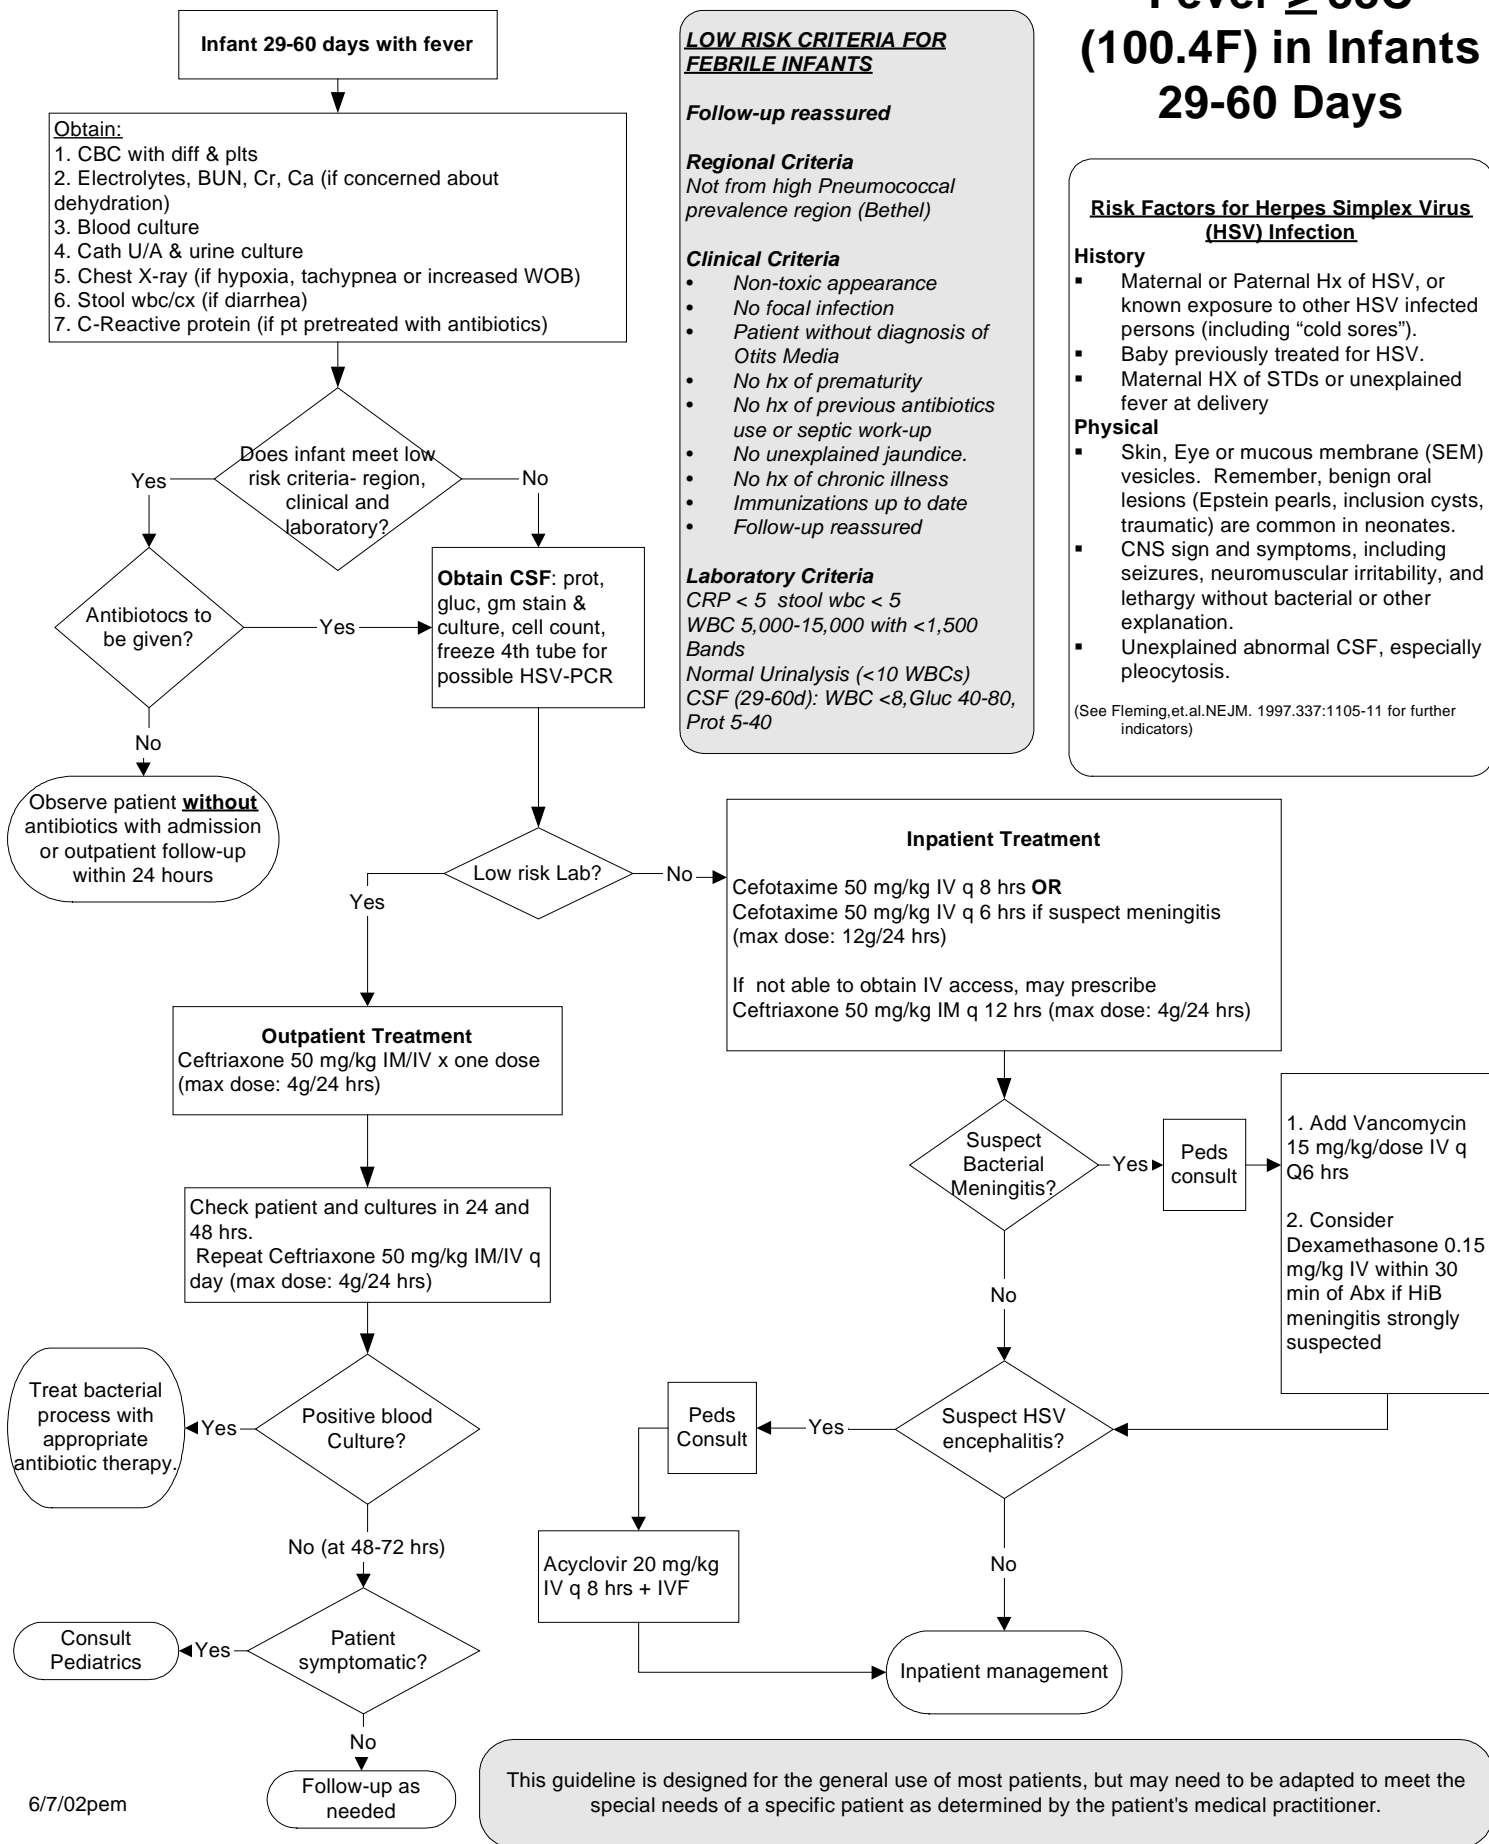 Fever ≥ 38C
(100.4F) in Infants
29-60 Days
Infant 29-60 days with fever
Obtain:
1. CBC with diff & plts
2. Electrolytes, BUN, Cr, Ca (if concerned about
dehydration)
3. Blood culture
4. Cath U/A & urine culture
5. Chest X-ray (if hypoxia, tachypnea or increased WOB)
6. Stool wbc/cx (if diarrhea)
7. C-Reactive protein (if pt pretreated with antibiotics)
Does infant meet low
risk criteria- region,
clinical and
laboratory?
Yes
No
Antibiotocs to
be given?
Yes
No
Observe patient without
antibiotics with admission
or outpatient follow-up
within 24 hours
Obtain CSF: prot,
gluc, gm stain &
culture, cell count,
freeze 4th tube for
possible HSV-PCR
LOW RISK CRITERIA FOR
FEBRILE INFANTS
Follow-up reassured
Regional Criteria
Not from high Pneumococcal
prevalence region (Bethel)
Clinical Criteria
• Non-toxic appearance
• No focal infection
• Patient without diagnosis of
Otits Media
• No hx of prematurity
• No hx of previous antibiotics
use or septic work-up
• No unexplained jaundice.
• No hx of chronic illness
• Immunizations up to date
• Follow-up reassured
Laboratory Criteria
CRP < 5 stool wbc < 5
WBC 5,000-15,000 with <1,500
Bands
Normal Urinalysis (<10 WBCs)
CSF (29-60d): WBC <8,Gluc 40-80,
Prot 5-40
Risk Factors for Herpes Simplex Virus
(HSV) Infection
History
▪ Maternal or Paternal Hx of HSV, or
known exposure to other HSV infected
persons (including “cold sores”).
▪ Baby previously treated for HSV.
▪ Maternal HX of STDs or unexplained
fever at delivery
Physical
▪ Skin, Eye or mucous membrane (SEM)
vesicles. Remember, benign oral
lesions (Epstein pearls, inclusion cysts,
traumatic) are common in neonates.
▪ CNS sign and symptoms, including
seizures, neuromuscular irritability, and
lethargy without bacterial or other
explanation.
▪ Unexplained abnormal CSF, especially
pleocytosis.
(See Fleming,et.al.NEJM. 1997.337:1105-11 for further
indicators)
Low risk Lab?
Yes
No
Inpatient Treatment
Cefotaxime 50 mg/kg IV q 8 hrs OR
Cefotaxime 50 mg/kg IV q 6 hrs if suspect meningitis
(max dose: 12g/24 hrs)
If not able to obtain IV access, may prescribe
Ceftriaxone 50 mg/kg IM q 12 hrs (max dose: 4g/24 hrs)
Outpatient Treatment
Ceftriaxone 50 mg/kg IM/IV x one dose
(max dose: 4g/24 hrs)
Check patient and cultures in 24 and
48 hrs.
Repeat Ceftriaxone 50 mg/kg IM/IV q
day (max dose: 4g/24 hrs)
Positive blood
Culture?
Yes
Treat bacterial
process with
appropriate
antibiotic therapy.
No (at 48-72 hrs)
Patient
symptomatic?
Yes
Consult
Pediatrics
No
Follow-up as
needed
Suspect
Bacterial
Meningitis?
Yes
Peds
consult
1. Add Vancomycin
15 mg/kg/dose IV q
Q6 hrs
2. Consider
Dexamethasone 0.15
mg/kg IV within 30
min of Abx if HiB
meningitis strongly
suspected
No
Suspect HSV
encephalitis?
Yes
Peds
Consult
Acyclovir 20 mg/kg
IV q 8 hrs + IVF
No
Inpatient management
6/7/02pem
This guideline is designed for the general use of most patients, but may need to be adapted to meet the
special needs of a specific patient as determined by the patient's medical practitioner.